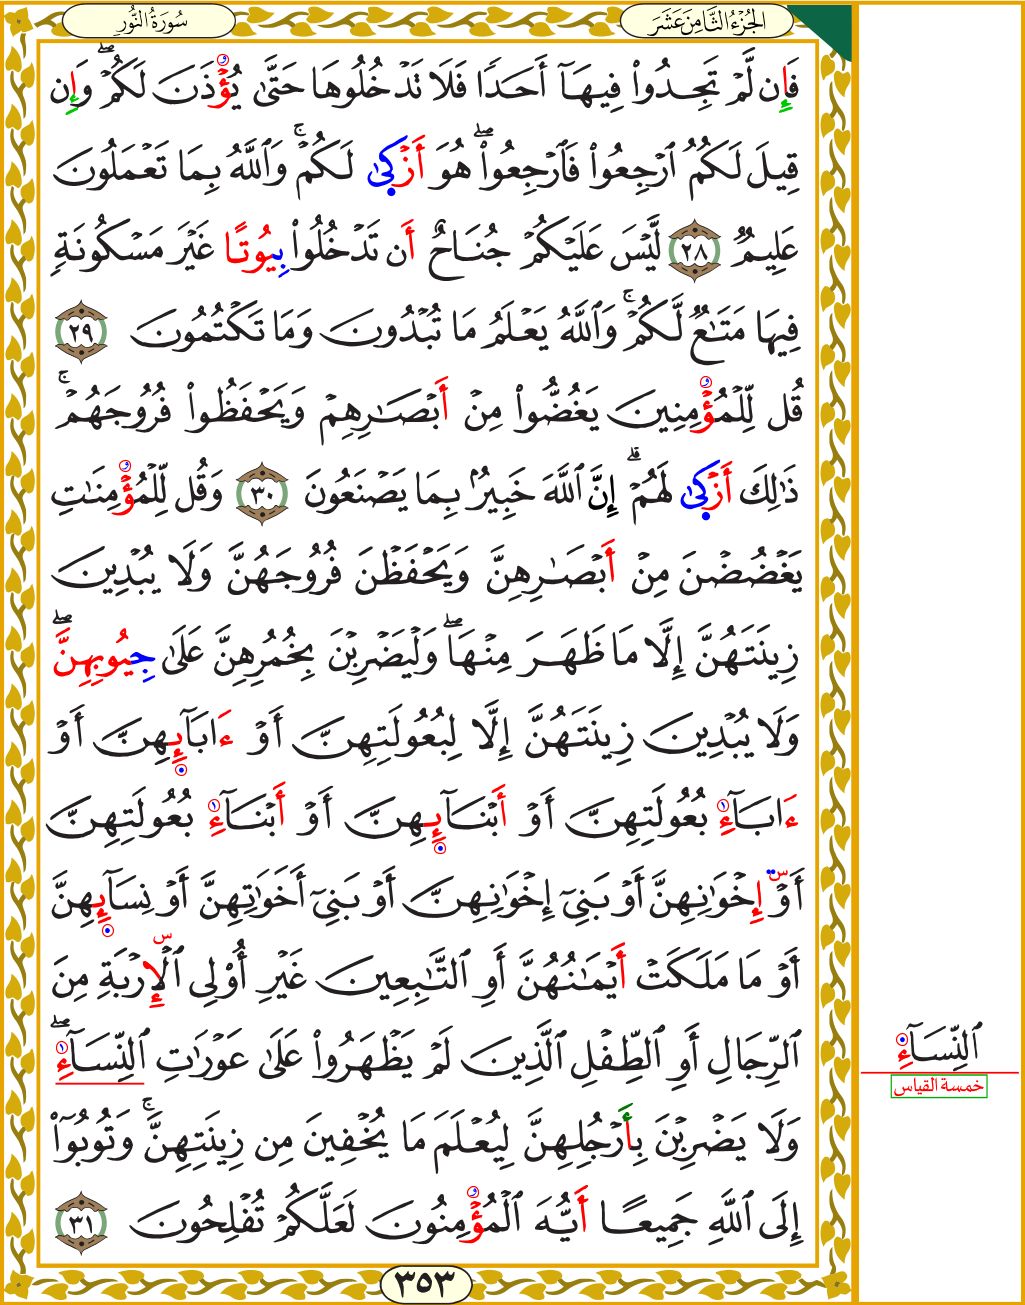 الجُزْءُ الثَّامِنَ عَشَرَ
سُورَةُ النُّورِ
فَإِن لَّمْ تَجِدُوا۟ فِيهَآ أَحَدًا فَلَا تَدْخُلُوهَا حَتَّىٰ يُؤْذَنَ لَكُمْ ۖ وَإِن
قِيلَ لَكُمُ ٱرْجِعُوا۟ فَٱرْجِعُوا۟ ۖ هُوَ أَزْكَىٰ لَكُمْ ۚ وَٱللَّهُ بِمَا تَعْمَلُونَ
عَلِيمٌ ٢٨ لَّيْسَ عَلَيْكُمْ جُنَاحٌ أَن تَدْخُلُوا۟ بِيُوتًا غَيْرَ مَسْكُونَةٍ
فِيهَا مَتَـٰعٌ لَّكُمْ ۚ وَٱللَّهُ يَعْلَمُ مَا تُبْدُونَ وَمَا تَكْتُمُونَ ٢٩
قُل لِّلْمُؤْمِنِينَ يَغُضُّوا۟ مِنْ أَبْصَـٰرِهِمْ وَيَحْفَظُوا۟ فُرُوجَهُمْ ۚ
ذَٰلِكَ أَزْكَىٰ لَهُمْ ۗ إِنَّ ٱللَّهَ خَبِيرٌۢ بِمَا يَصْنَعُونَ ٣٠ وَقُل لِّلْمُؤْمِنَـٰتِ
يَغْضُضْنَ مِنْ أَبْصَـٰرِهِنَّ وَيَحْفَظْنَ فُرُوجَهُنَّ وَلَا يُبْدِينَ
زِينَتَهُنَّ إِلَّا مَا ظَهَرَ مِنْهَا ۖ وَلْيَضْرِبْنَ بِخُمُرِهِنَّ عَلَىٰ جِيُوبِهِنَّ ۖ
وَلَا يُبْدِينَ زِينَتَهُنَّ إِلَّا لِبُعُولَتِهِنَّ أَوْ ءَابَآئِهِنَّ أَوْ
ءَابَآءِ بُعُولَتِهِنَّ أَوْ أَبْنَآئِهِنَّ أَوْ أَبْنَآءِ بُعُولَتِهِنَّ
أَوْ إِخْوَٰنِهِنَّ أَوْ بَنِىٓ إِخْوَٰنِهِنَّ أَوْ بَنِىٓ أَخَوَٰتِهِنَّ أَوْ نِسَآئِهِنَّ
أَوْ مَا مَلَكَتْ أَيْمَـٰنُهُنَّ أَوِ ٱلتَّـٰبِعِينَ غَيْرِ أُو۟لِى ٱلْإِرْبَةِ مِنَ
ٱلرِّجَالِ أَوِ ٱلطِّفْلِ ٱلَّذِينَ لَمْ يَظْهَرُوا۟ عَلَىٰ عَوْرَٰتِ ٱلنِّسَآءِ ۖ
وَلَا يَضْرِبْنَ بِأَرْجُلِهِنَّ لِيُعْلَمَ مَا يُخْفِينَ مِن زِينَتِهِنَّ ۚ وَتُوبُوٓا۟
إِلَى ٱللَّهِ جَمِيعًا أَيُّهَ ٱلْمُؤْمِنُونَ لَعَلَّكُمْ تُفْلِحُونَ ٣١
٣٥٣
ٱلنِّسَآءِ
خمسة القياس